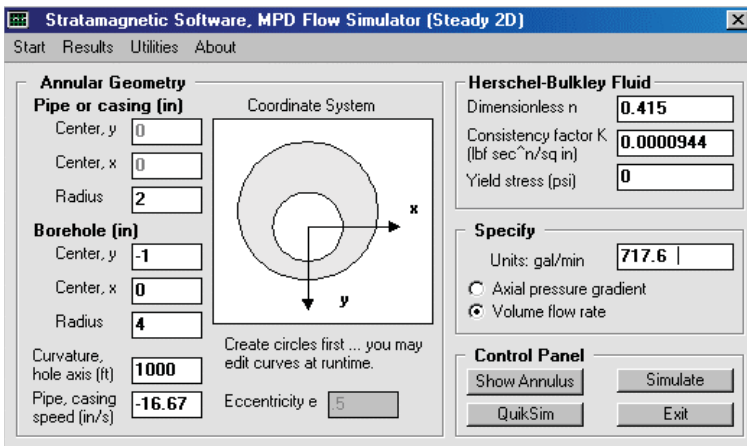 Stratamagnetic Software, MPD Flow Simulator (Steady 2D)
Start Results Utilities About
Annular Geometry
Pipe or casing (in)
Center, y 0
Center, x 0
Radius 2
Borehole (in)
Center, y -1
Center, x 0
Radius 4
Curvature,
hole axis (ft) 1000
Pipe, casing
speed (in/s) -16.67
Coordinate System
x
y
Create circles first ... you may
edit curves at runtime.
Eccentricity e .5
Herschel-Bulkley Fluid
Dimensionless n 0.415
Consistency factor K
(lbf sec^n/sq in) 0.0000944
Yield stress (psi) 0
Specify
Units: gal/min 717.6
Axial pressure gradient
Volume flow rate
Control Panel
Show Annulus Simulate
QuikSim Exit